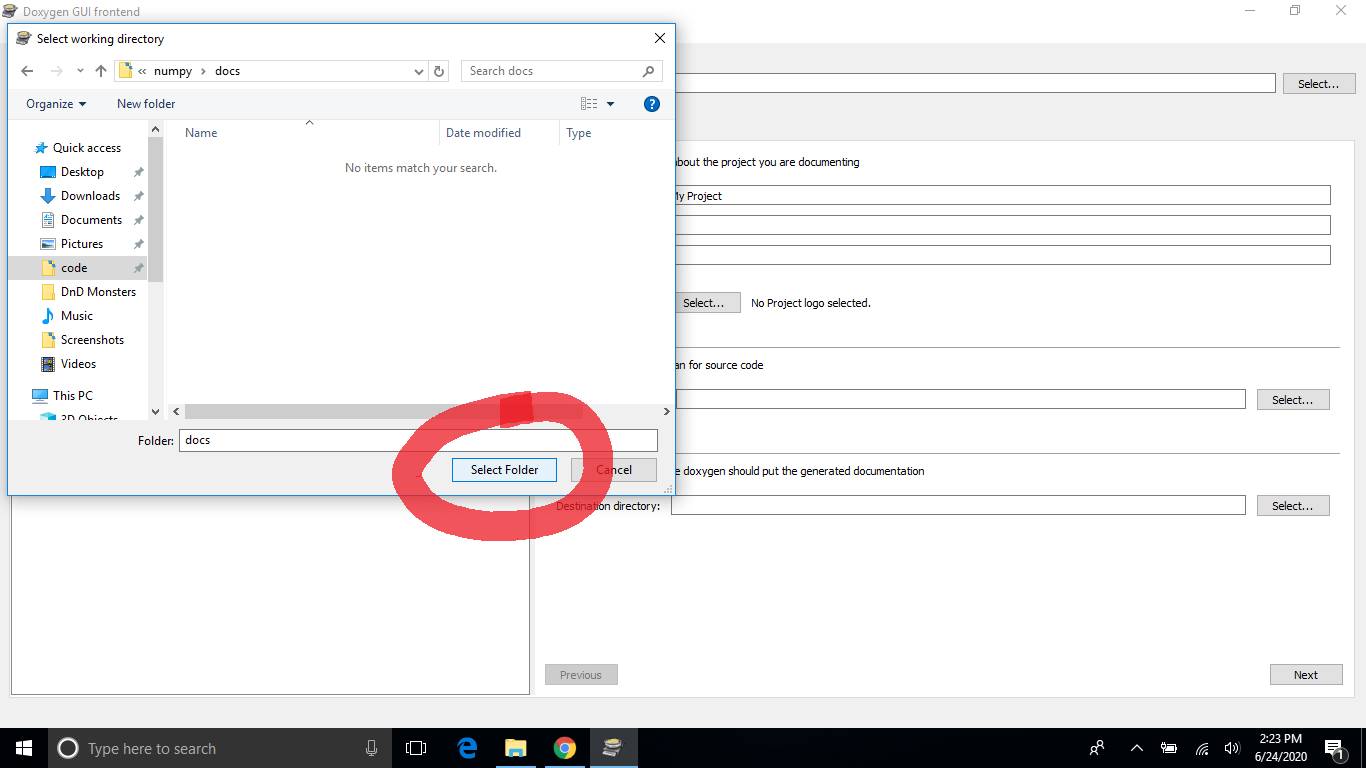 Doxygen GUI frontend
Select working directory
« numpy > docs
Search docs
Select...
Organize
New folder
?
Name
Date modified
Type
No items match your search.
Quick access
Desktop
Downloads
Documents
Pictures
code
DnD Monsters
Music
Screenshots
Videos
This PC
3D Objects
Folder:
docs
Select Folder
Cancel
about the project you are documenting
My Project
Select...
No Project logo selected.
an for source code
Select...
e doxygen should put the generated documentation
Destination directory:
Select...
Previous
Next
Type here to search
2:23 PM
6/24/2020
1